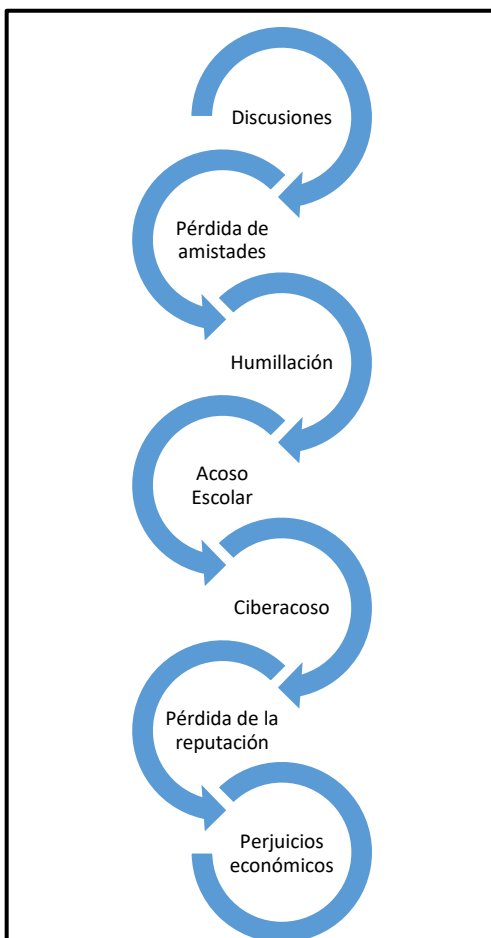 Discusiones
Pérdida de
amistades
Humillación
Acoso
Escolar
Ciberacoso
Pérdida de la
reputación
Perjuicios
económicos